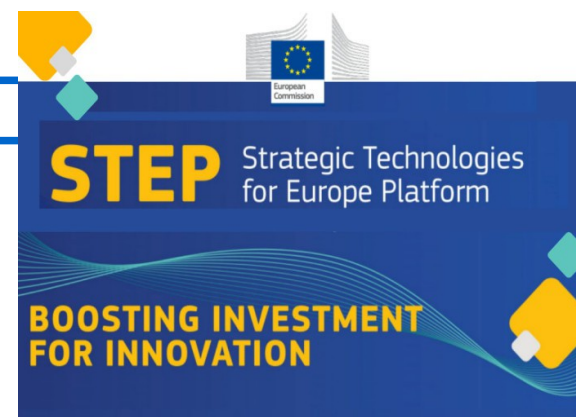 European
Commission
STEP
Strategic Technologies
for Europe Platform
BOOSTING INVESTMENT
FOR INNOVATION